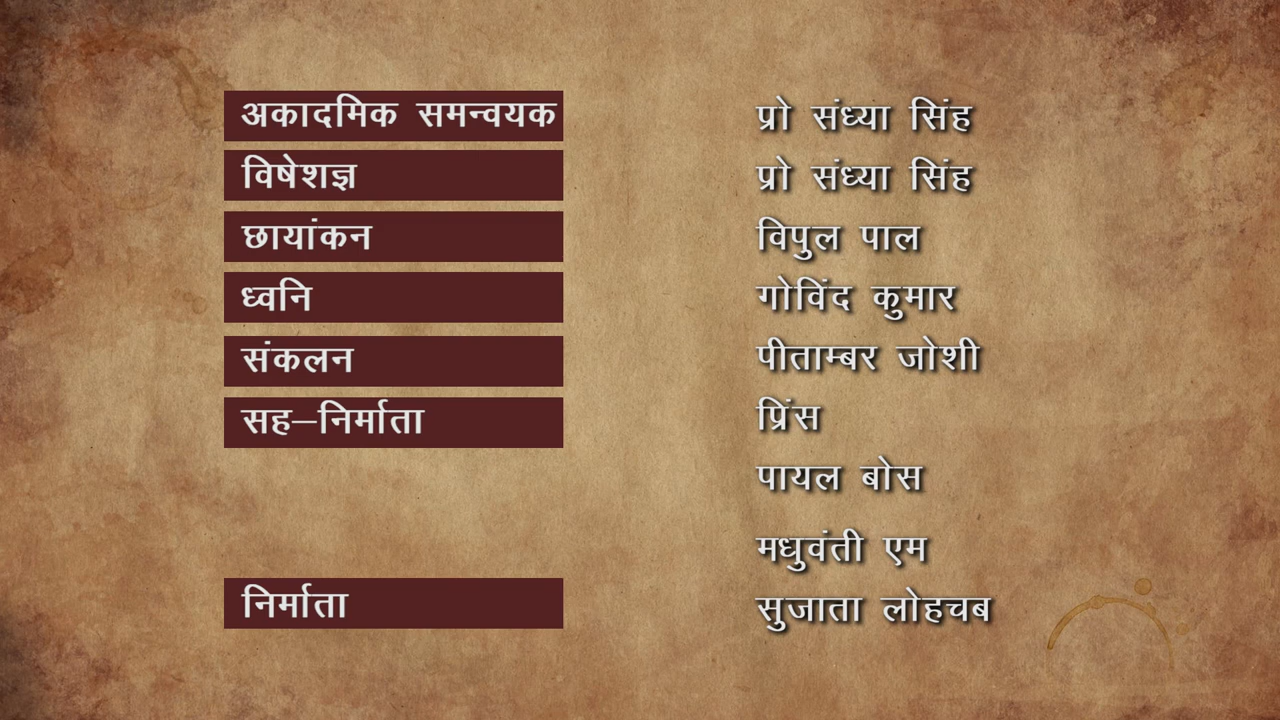 अकादमिक समन्वयक प्रो संध्या सिंह
विषेशज्ञ प्रो संध्या सिंह
छायांकन विपुल पाल
ध्वनि गोविंद कुमार
संकलन पीताम्बर जोशी
सह–निर्माता प्रिंस
पायल बोस
मधुवंती एम
निर्माता सुजाता लोहचब